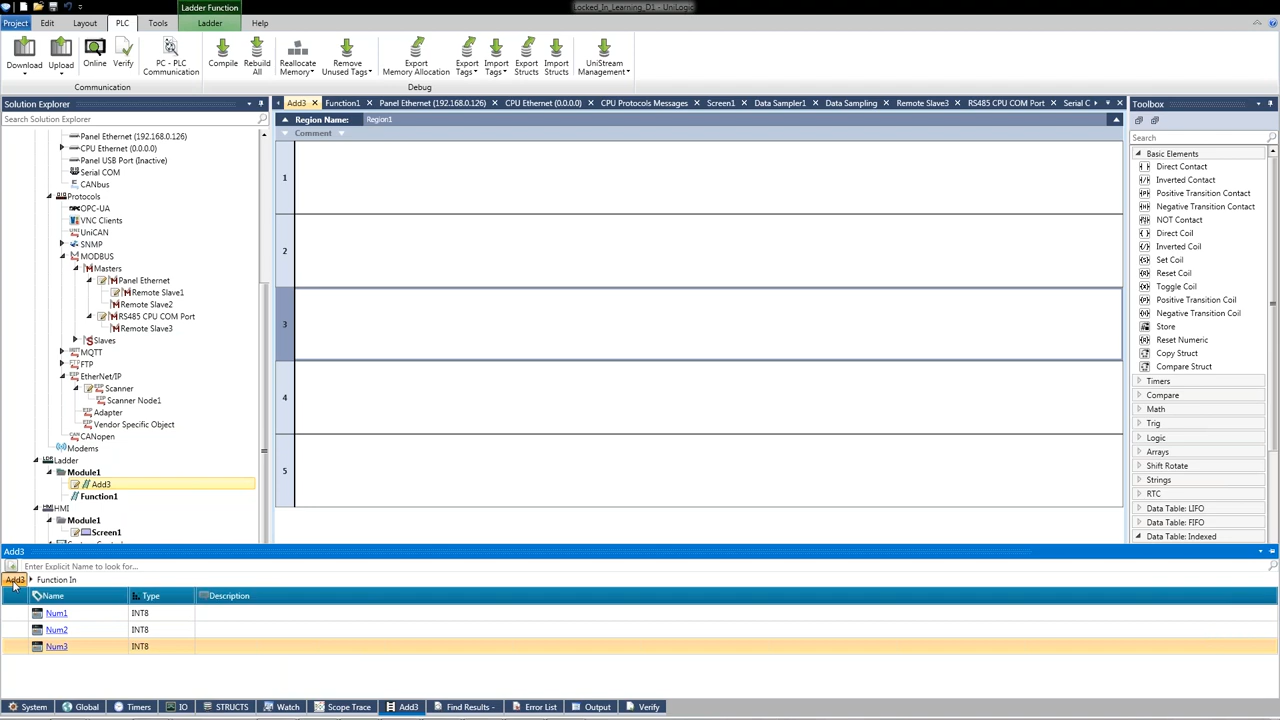 Locked_In_Learning_D1 - UniLogic
Ladder Function
Project Edit Layout PLC Tools Ladder Help
Download Upload Online Verify PC - PLC Communication Compile Rebuild All Reallocate Memory Remove Unused Tags Export Memory Allocation Export Tags Import Tags Export Structs Import Structs UniStream Management
Communication Debug
Solution Explorer
Add3 Function1 Panel Ethernet (192.168.0.126) CPU Ethernet (0.0.0.0) CPU Protocols Messages Screen1 Data Sampler1 Data Sampling Remote Slave3 RS485 CPU COM Port Serial C
Toolbox
Search Solution Explorer
Region Name: Region1
Comment
Search
Panel Ethernet (192.168.0.126)
CPU Ethernet (0.0.0.0)
Panel USB Port (Inactive)
Serial COM
CANbus
Protocols
OPC-UA
VNC Clients
UniCAN
SNMP
MODBUS
Masters
Panel Ethernet
Remote Slave1
Remote Slave2
RS485 CPU COM Port
Remote Slave3
Slaves
MQTT
FTP
EtherNet/IP
Scanner
Scanner Node1
Adapter
Vendor Specific Object
CANopen
Modems
Ladder
Module1
Add3
Function1
HMI
Module1
Screen1
1
2
3
4
5
Basic Elements
Direct Contact
Inverted Contact
Positive Transition Contact
Negative Transition Contact
NOT Contact
Direct Coil
Inverted Coil
Set Coil
Reset Coil
Toggle Coil
Positive Transition Coil
Negative Transition Coil
Store
Reset Numeric
Copy Struct
Compare Struct
Timers
Compare
Math
Trig
Logic
Arrays
Shift Rotate
Strings
RTC
Data Table: LIFO
Data Table: FIFO
Data Table: Indexed
Add3
Enter Explicit Name to look for...
Add3 Function In
Name Type Description
Num1 INT8
Num2 INT8
Num3 INT8
System Global Timers IO STRUCTS Watch Scope Trace Add3 Find Results - Error List Output Verify